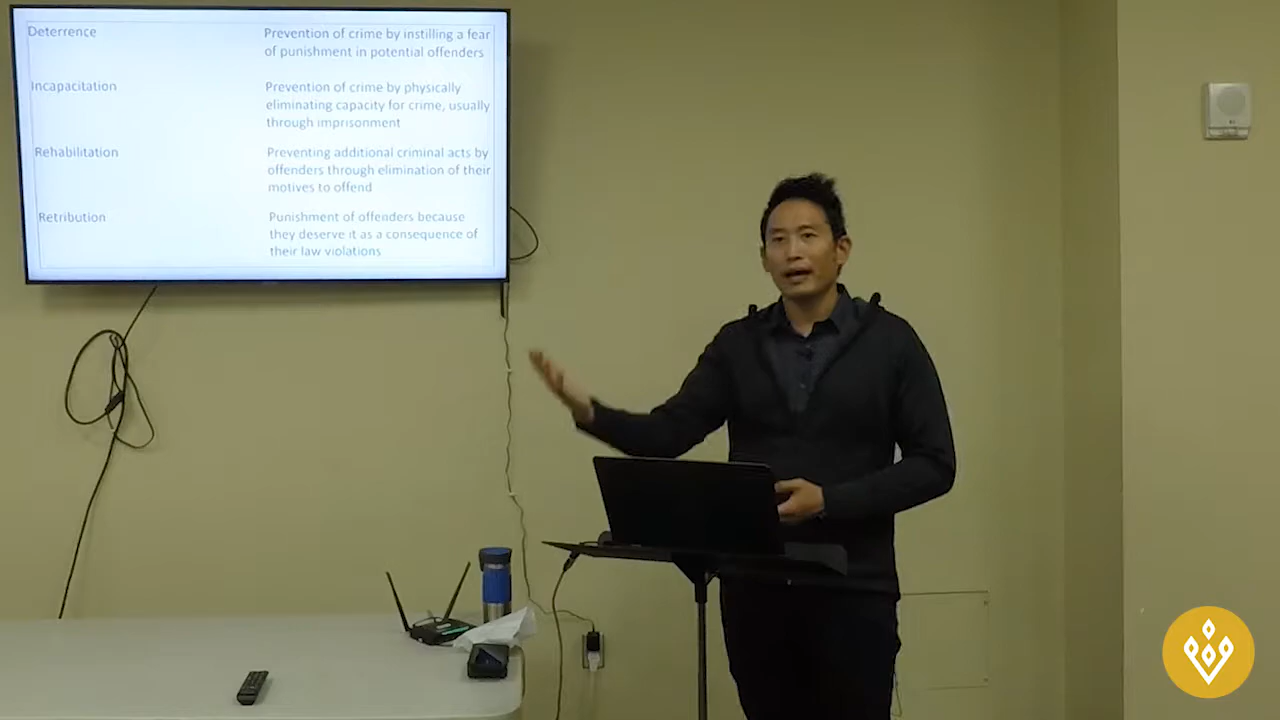 Deterrence
Prevention of crime by instilling a fear
of punishment in potential offenders
Incapacitation
Prevention of crime by physically
eliminating capacity for crime, usually
through imprisonment
Rehabilitation
Preventing additional criminal acts by
offenders through elimination of their
motives to offend
Retribution
Punishment of offenders because
they deserve it as a consequence of
their law violations